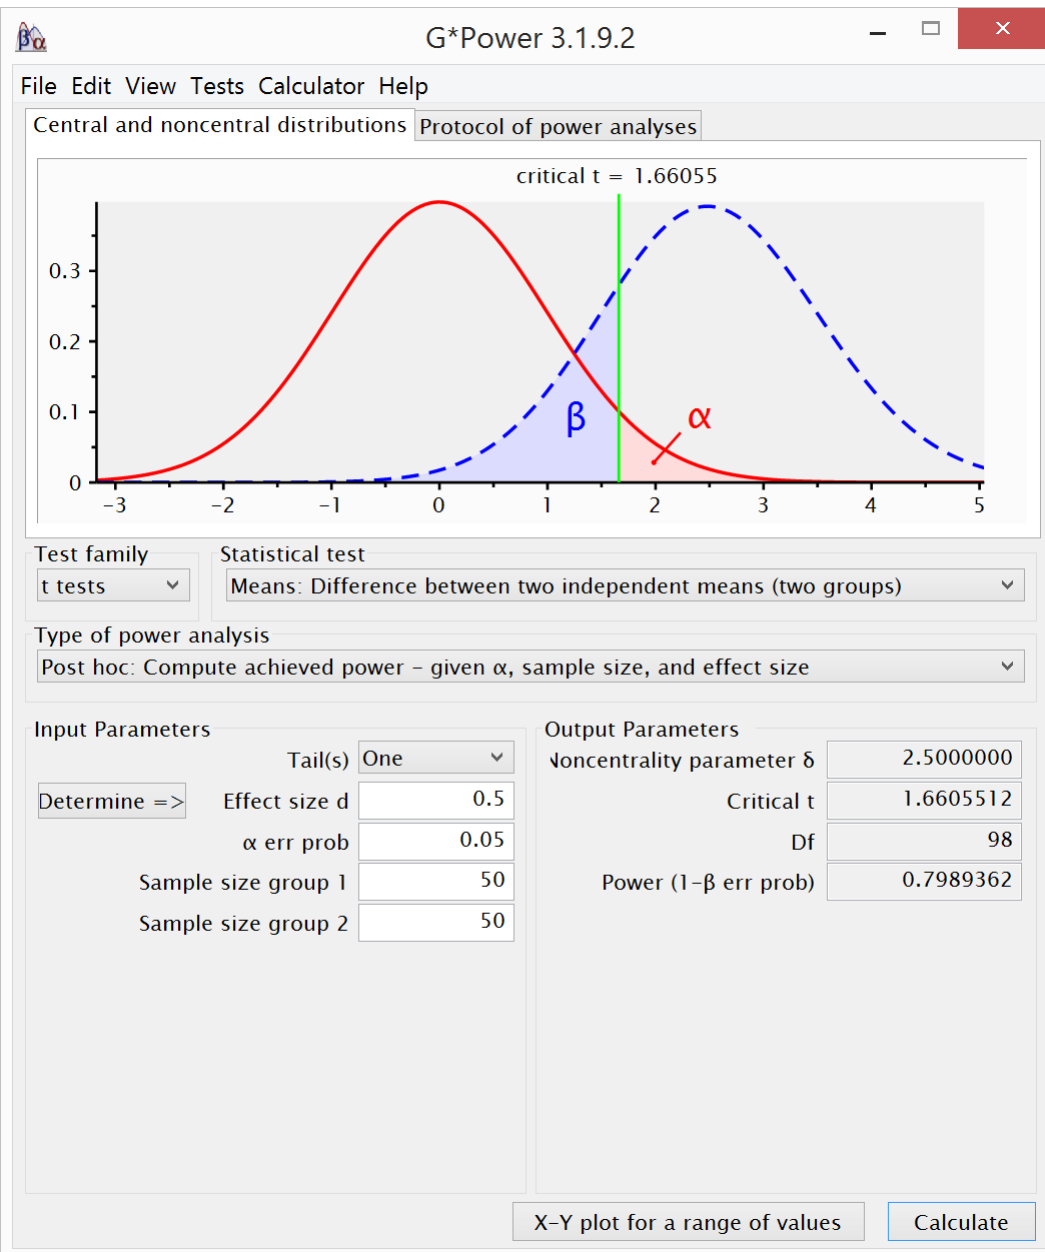 βα
G*Power 3.1.9.2
File Edit View Tests Calculator Help
Central and noncentral distributions Protocol of power analyses
critical t = 1.66055
0.3
0.2
0.1
0
β
α
-3 -2 -1 0 1 2 3 4 5
Test family Statistical test
t tests Means: Difference between two independent means (two groups)
Type of power analysis
Post hoc: Compute achieved power – given α, sample size, and effect size
Input Parameters Output Parameters
Tail(s) One Noncentrality parameter δ 2.5000000
Determine => Effect size d 0.5 Critical t 1.6605512
α err prob 0.05 Df 98
Sample size group 1 50 Power (1-β err prob) 0.7989362
Sample size group 2 50
X-Y plot for a range of values Calculate